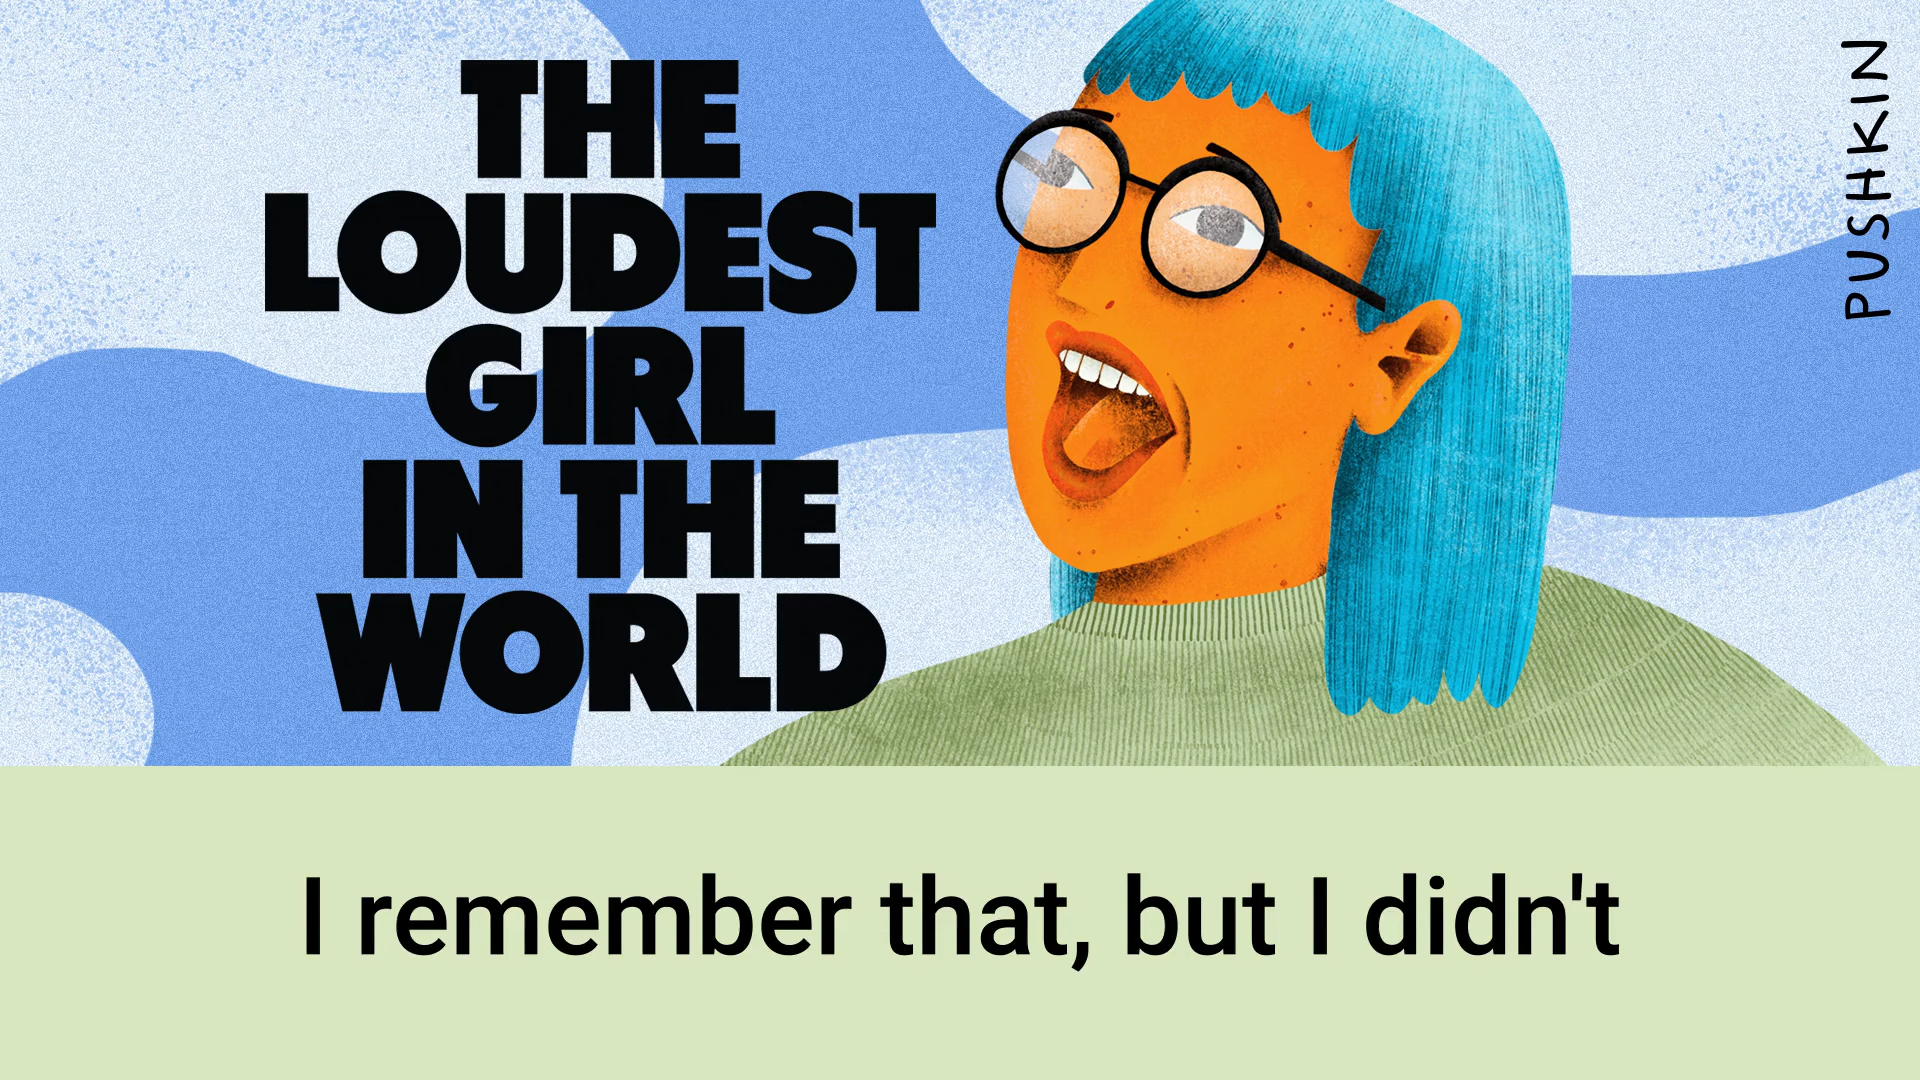 THE
LOUDEST
GIRL
IN THE
WORLD
PUSHKIN
I remember that, but I didn't